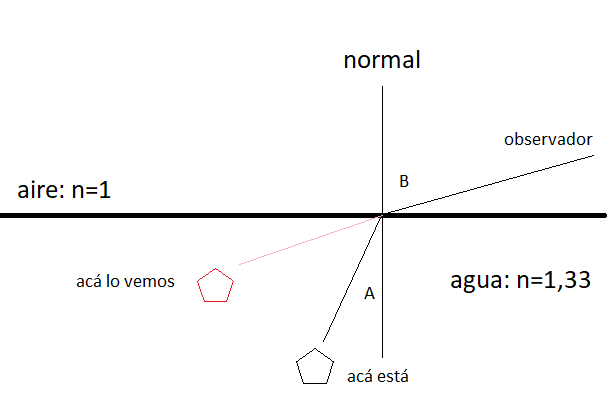 normal
observador
B
aire: n=1
acá lo vemos
agua: n=1,33
A
acá está